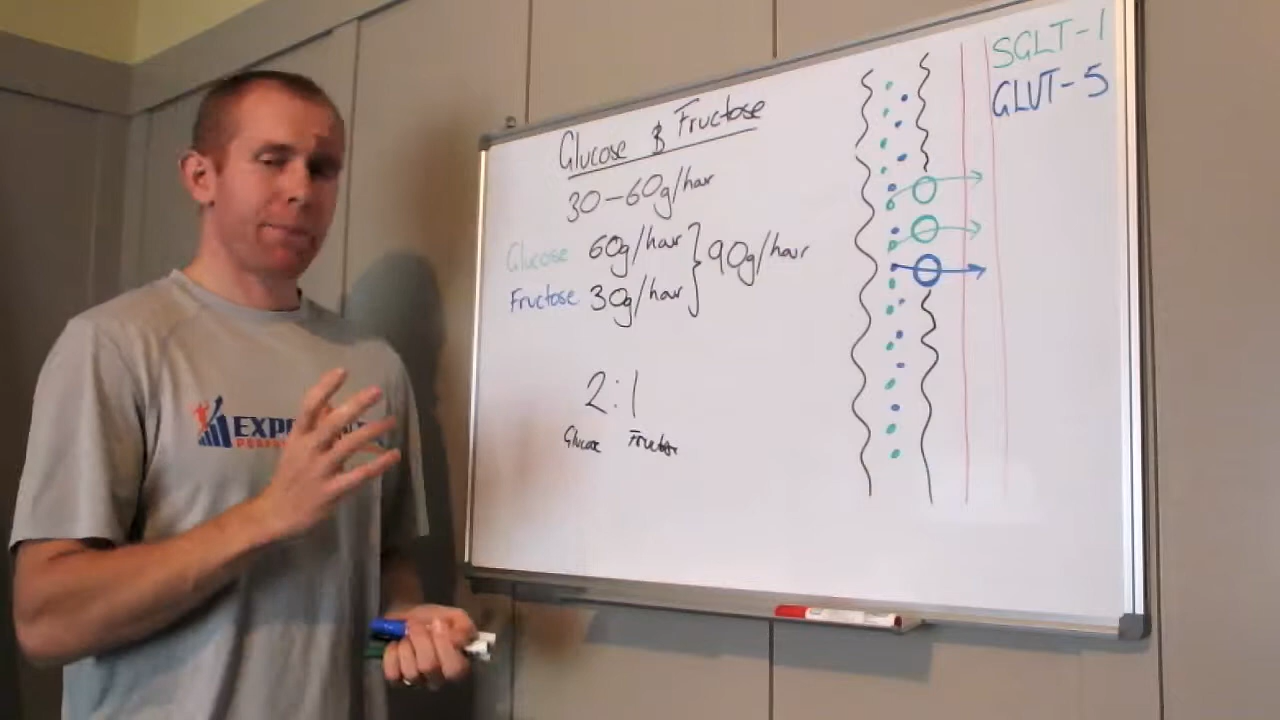 Glucose & Fructose
30-60g/hour
Glucose 60g/hour } 90g/hour
Fructose 30g/hour
2:1
Glucose Fructose
SGLT-1
GLUT-5